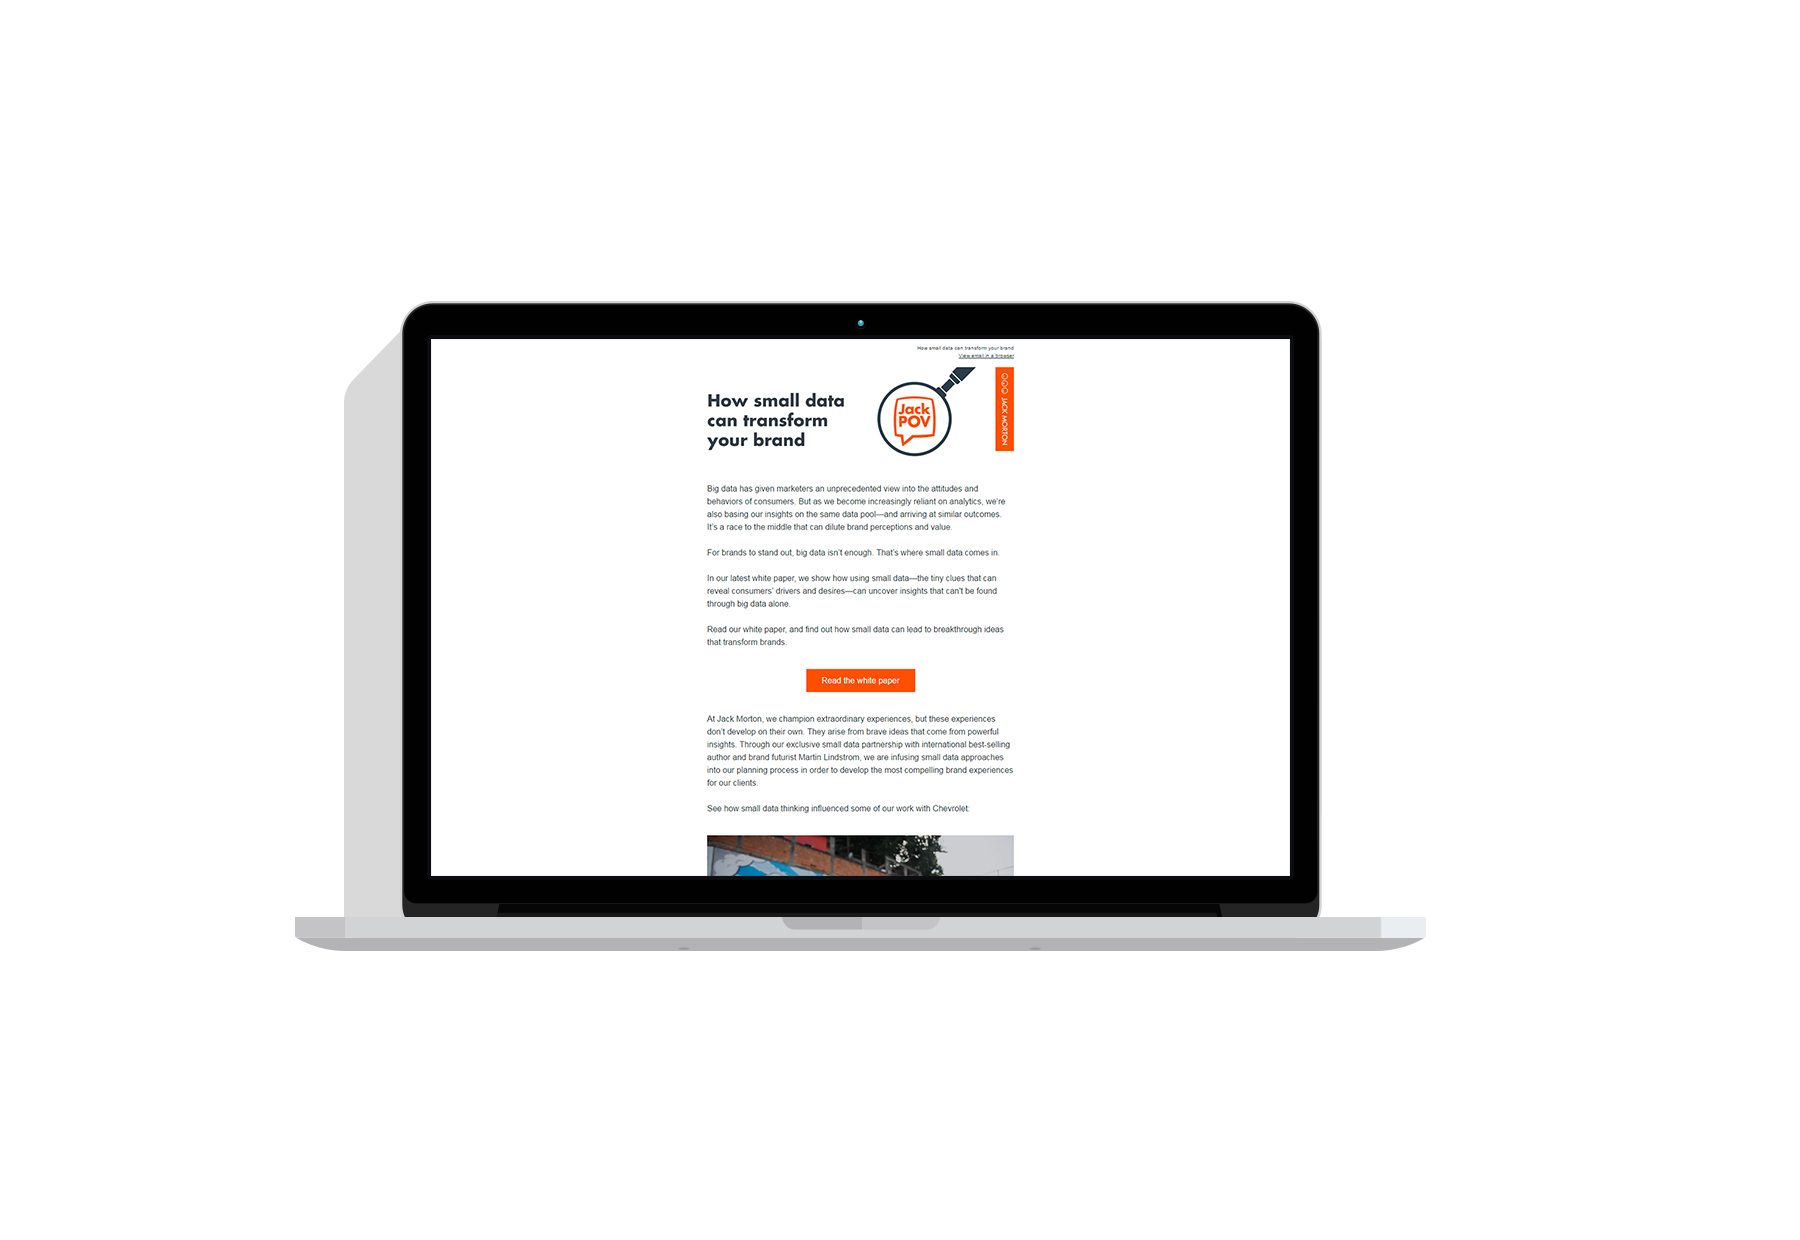 How small data can transform your brand
View email in a browser
How small data
can transform
your brand
Jack
POV
JACK MORTON
Big data has given marketers an unprecedented view into the attitudes and
behaviors of consumers. But as we become increasingly reliant on analytics, we're
also basing our insights on the same data pool—and arriving at similar outcomes.
It's a race to the middle that can dilute brand perceptions and value.
For brands to stand out, big data isn't enough. That's where small data comes in.
In our latest white paper, we show how using small data—the tiny clues that can
reveal consumers' drivers and desires—can uncover insights that can't be found
through big data alone.
Read our white paper, and find out how small data can lead to breakthrough ideas
that transform brands.
Read the white paper
At Jack Morton, we champion extraordinary experiences, but these experiences
don't develop on their own. They arise from brave ideas that come from powerful
insights. Through our exclusive small data partnership with international best-selling
author and brand futurist Martin Lindstrom, we are infusing small data approaches
into our planning process in order to develop the most compelling brand experiences
for our clients.
See how small data thinking influenced some of our work with Chevrolet: